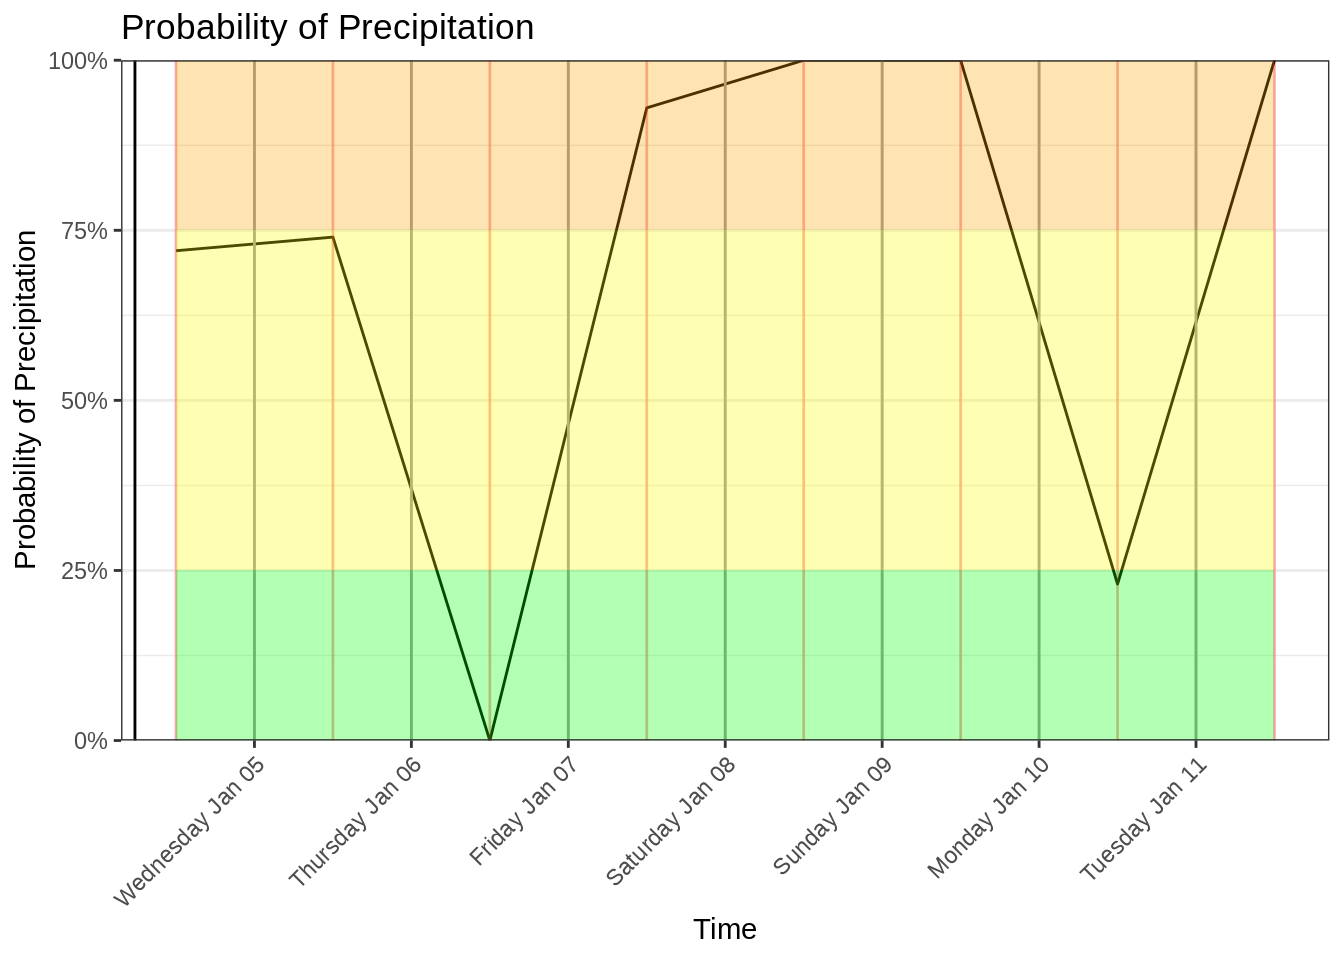 Probability of Precipitation
Probability of Precipitation
100%
75%
50%
25%
0%
Wednesday Jan 05
Thursday Jan 06
Friday Jan 07
Saturday Jan 08
Sunday Jan 09
Monday Jan 10
Tuesday Jan 11
Time